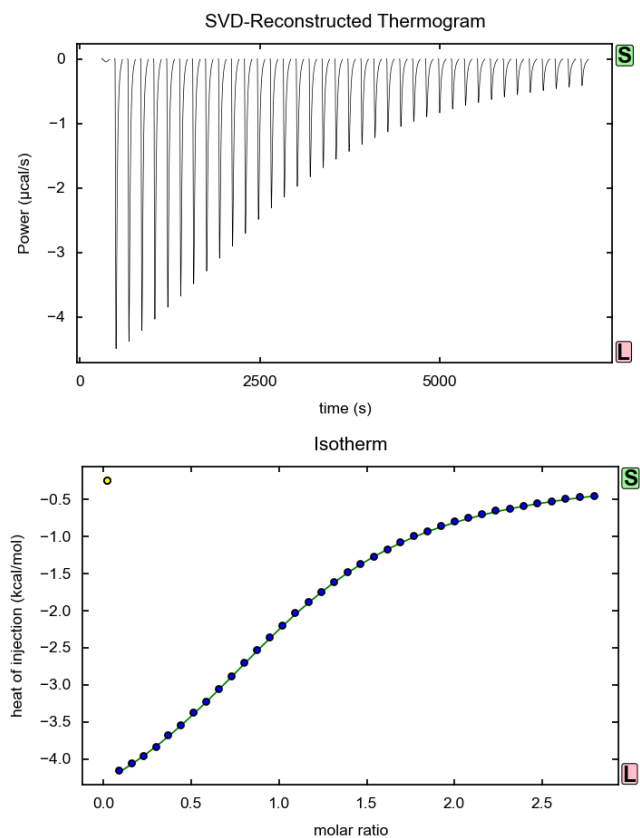 SVD-Reconstructed Thermogram
S
0
−1
−2
−3
−4
Power (µcal/s)
L
0
2500
5000
time (s)
Isotherm
S
−0.5
−1.0
−1.5
−2.0
−2.5
−3.0
−3.5
−4.0
heat of injection (kcal/mol)
L
0.0
0.5
1.0
1.5
2.0
2.5
molar ratio